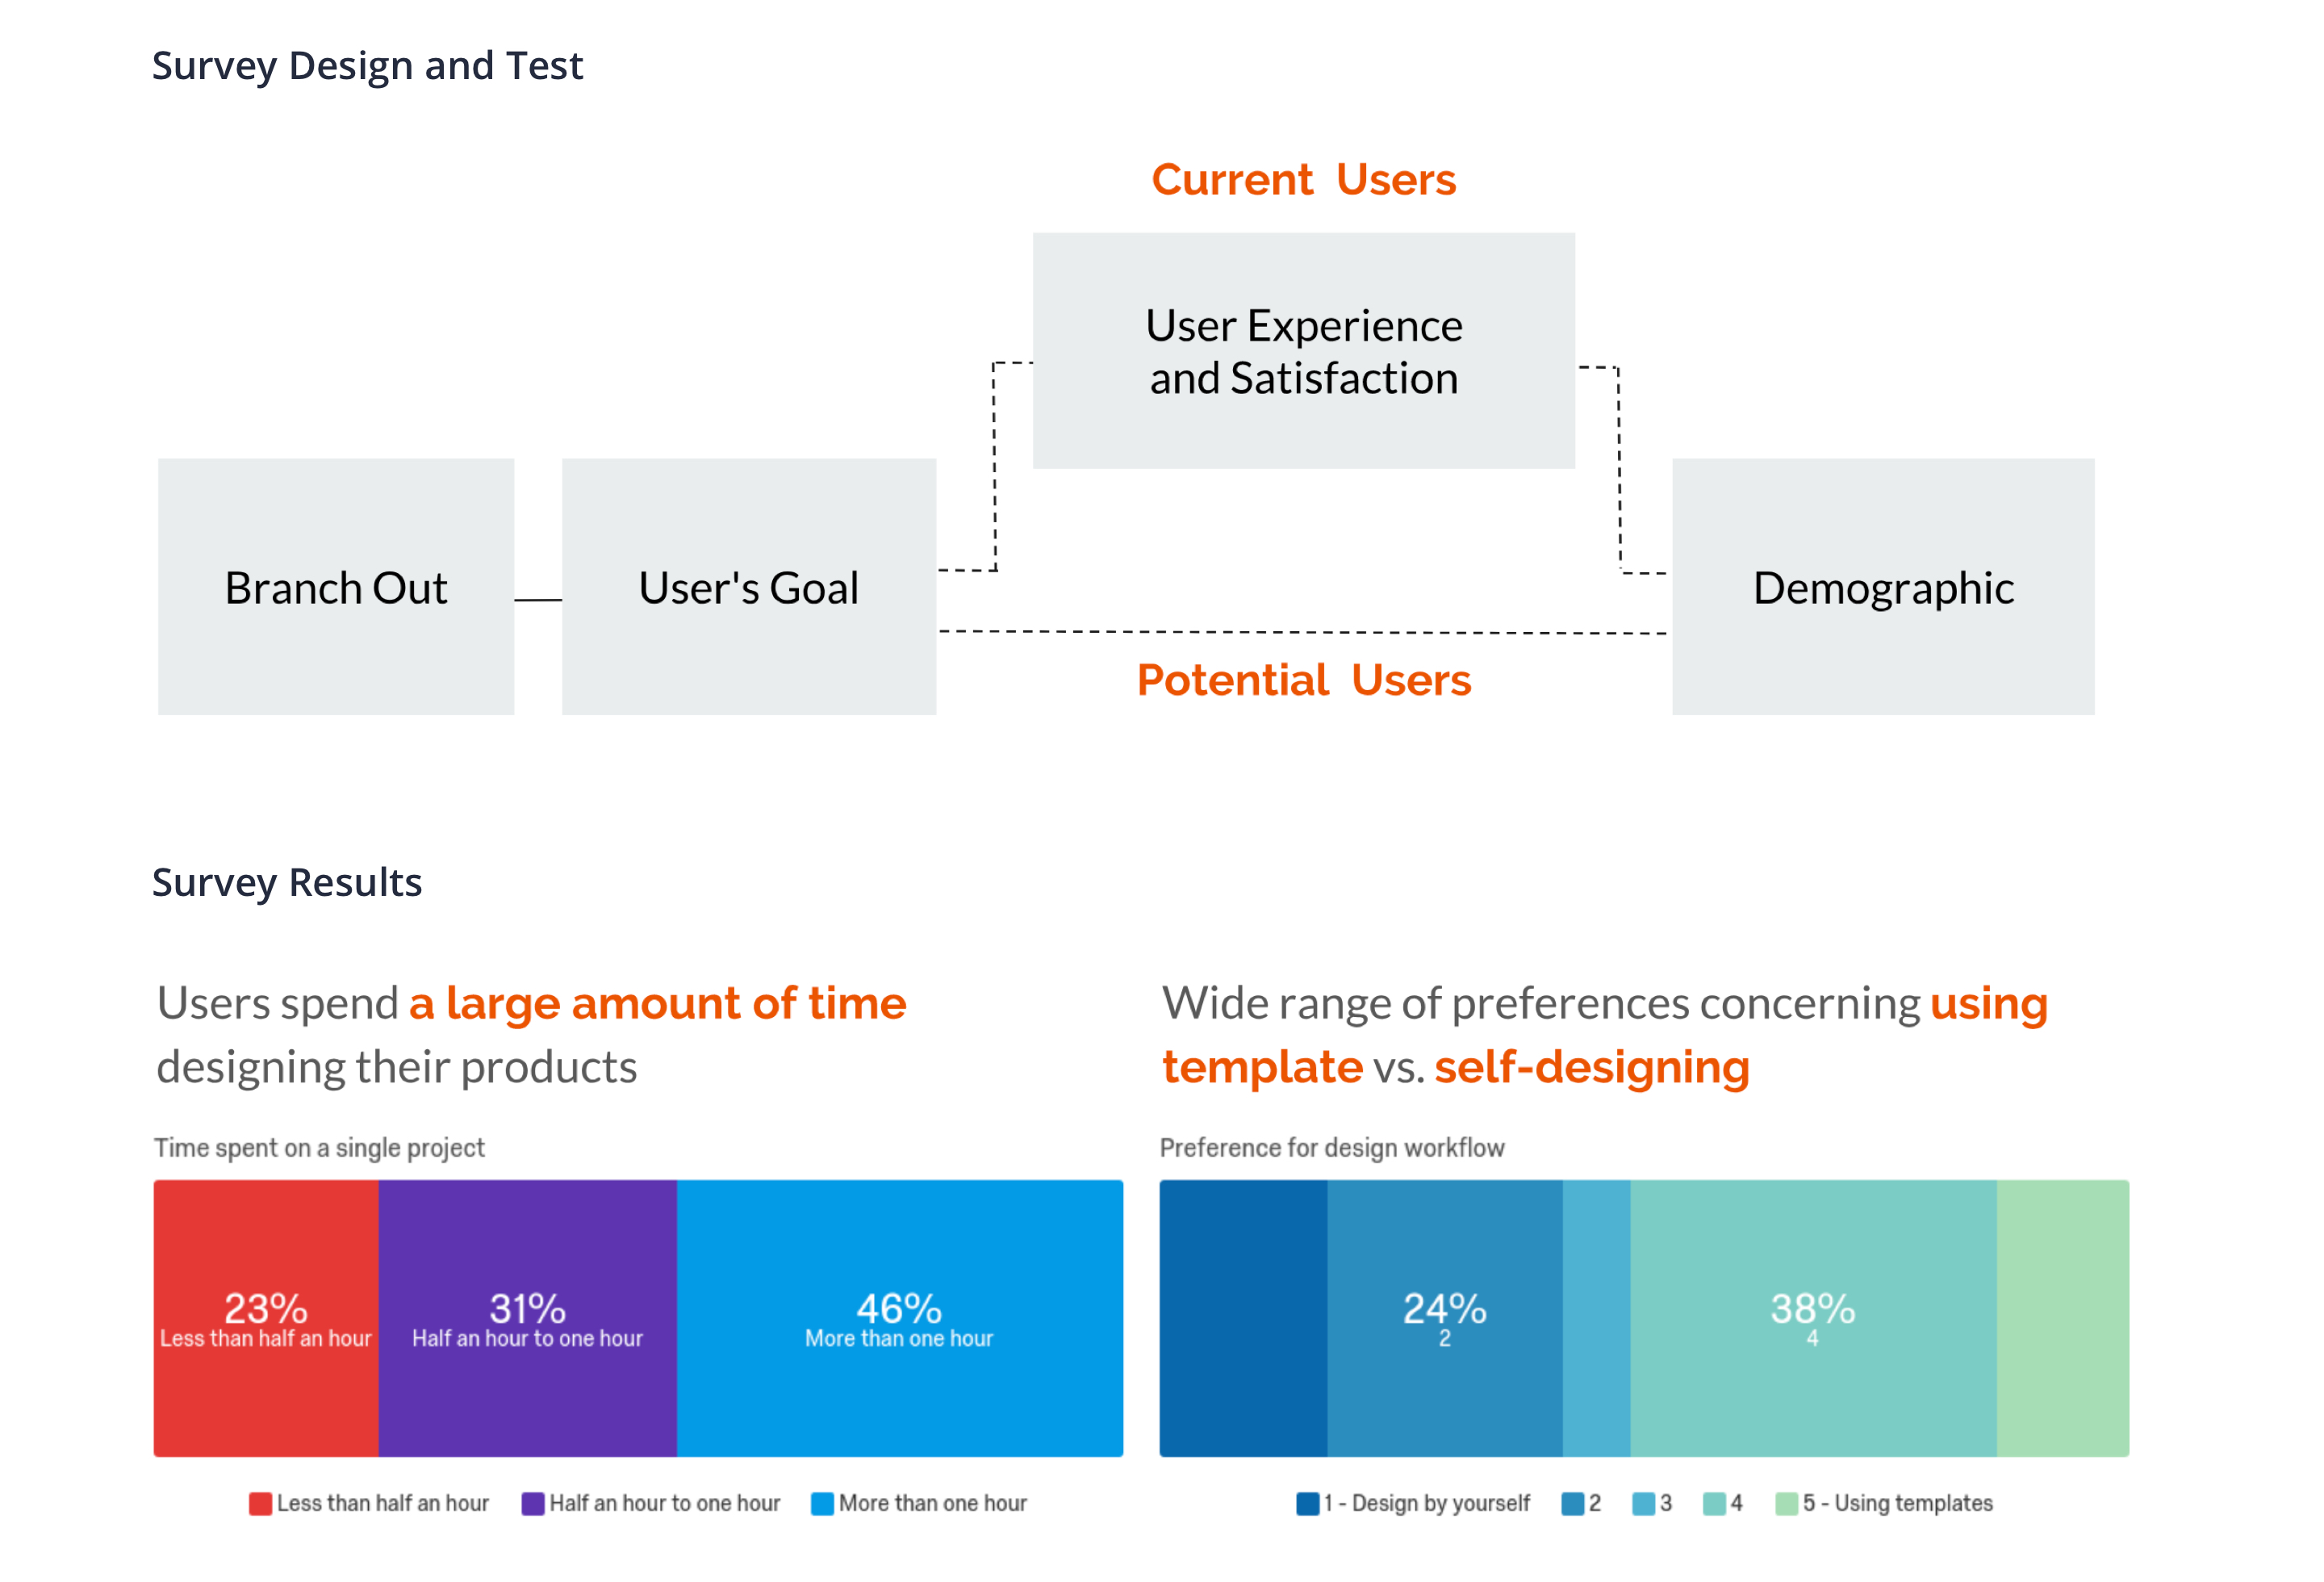 Survey Design and Test
Current Users
User Experience
and Satisfaction
Branch Out
User's Goal
Demographic
Potential Users
Survey Results
Users spend a large amount of time
designing their products
Wide range of preferences concerning using
template vs. self-designing
Time spent on a single project
23%
Less than half an hour
31%
Half an hour to one hour
46%
More than one hour
Less than half an hour
Half an hour to one hour
More than one hour
Preference for design workflow
24%
2
38%
4
1 - Design by yourself
2
3
4
5 - Using templates